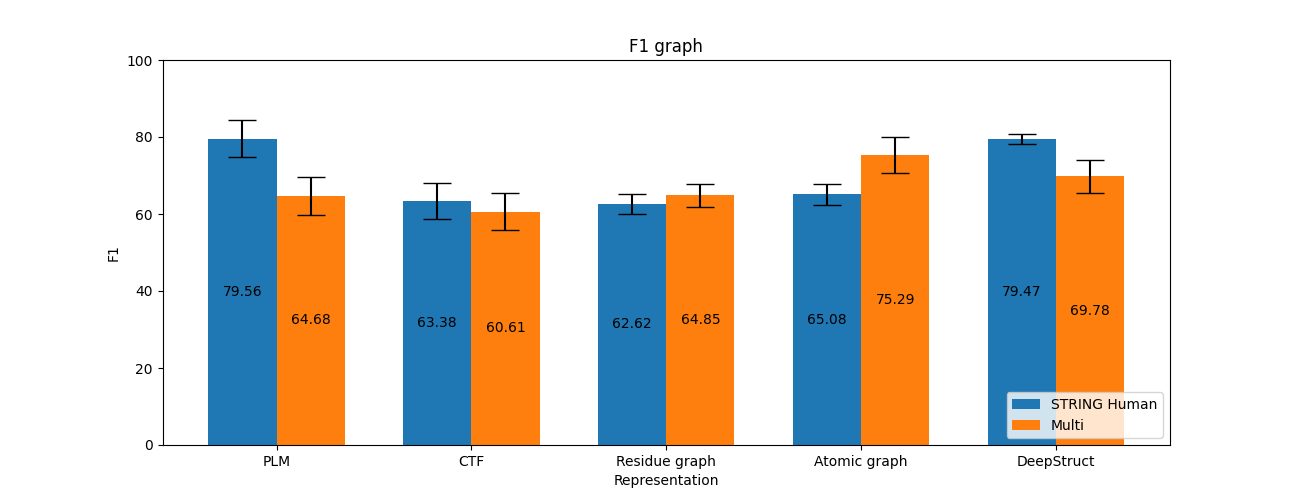 F1 graph
100
80
60
40
20
0
F1
79.56
64.68
63.38
60.61
62.62
64.85
65.08
75.29
79.47
69.78
STRING Human
Multi
PLM
CTF
Residue graph
Atomic graph
DeepStruct
Representation